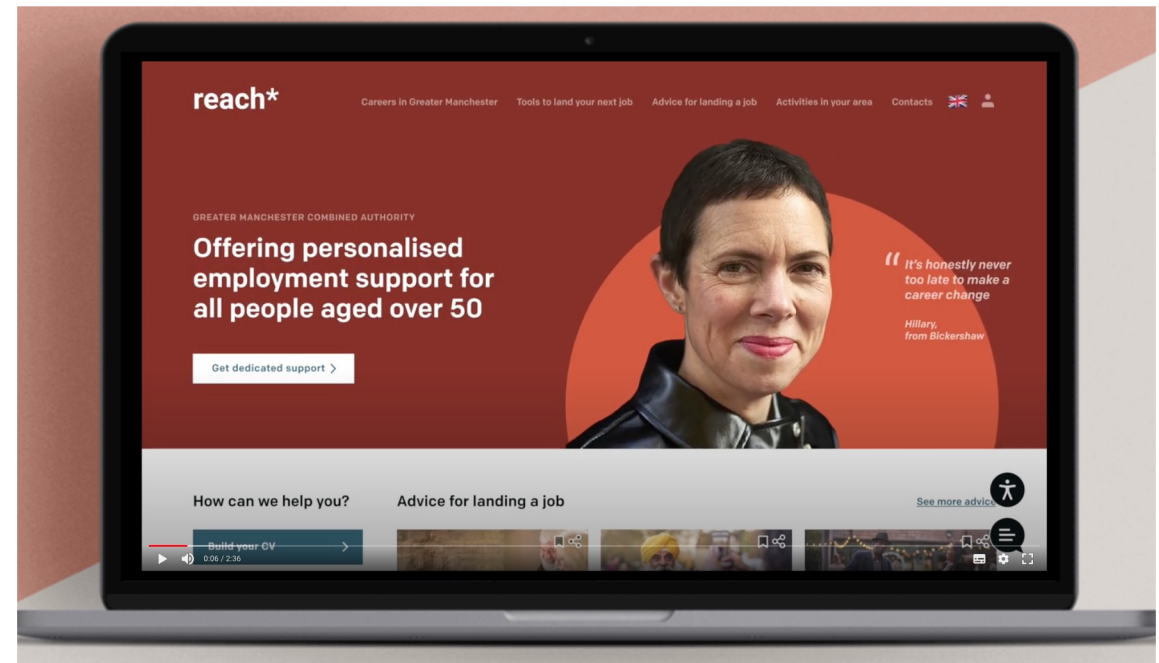 reach*
Careers in Greater Manchester
Tools to land your next job
Advice for landing a job
Activities in your area
Contacts
GREATER MANCHESTER COMBINED AUTHORITY
Offering personalised
employment support for
all people aged over 50
Get dedicated support >
“ It's honestly never
too late to make a
career change
Hillary,
from Bickershaw
How can we help you?
Build your CV >
Advice for landing a job
See more advice
0:06 / 2:36